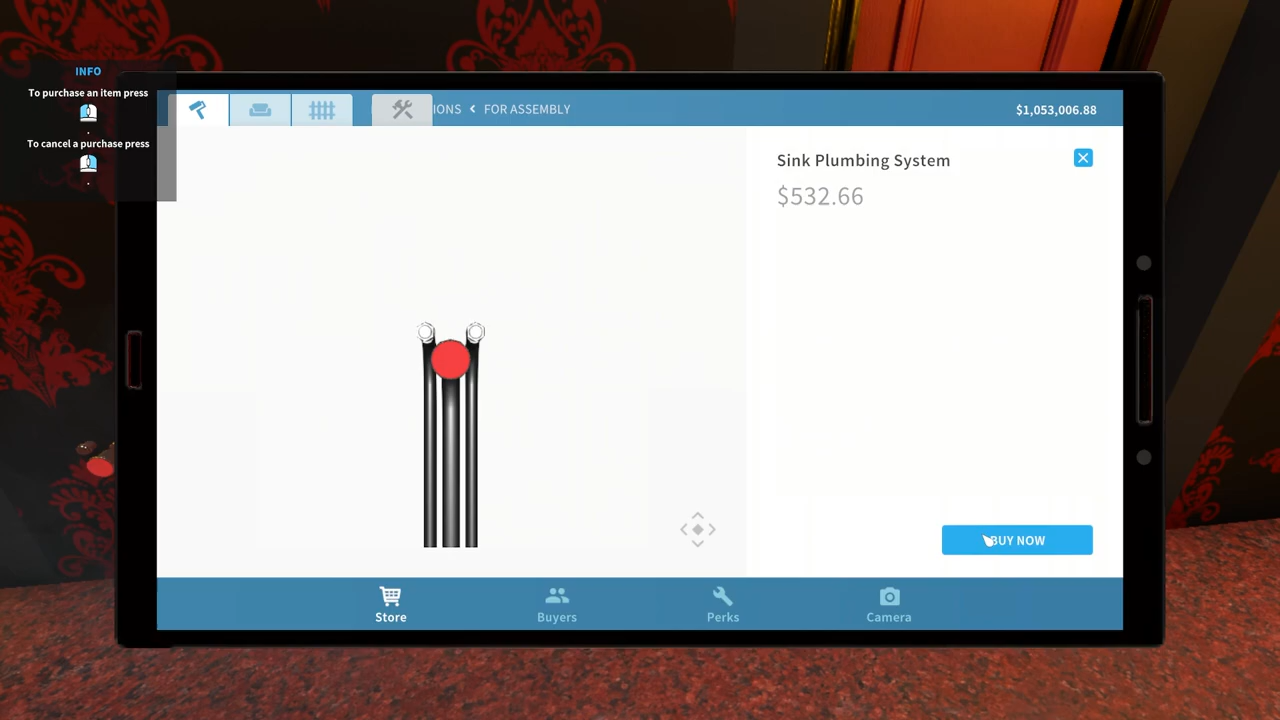 INFO
To purchase an item press
.
To cancel a purchase press
.
IONS < FOR ASSEMBLY
$1,053,006.88
Sink Plumbing System
$532.66
BUY NOW
Store
Buyers
Perks
Camera